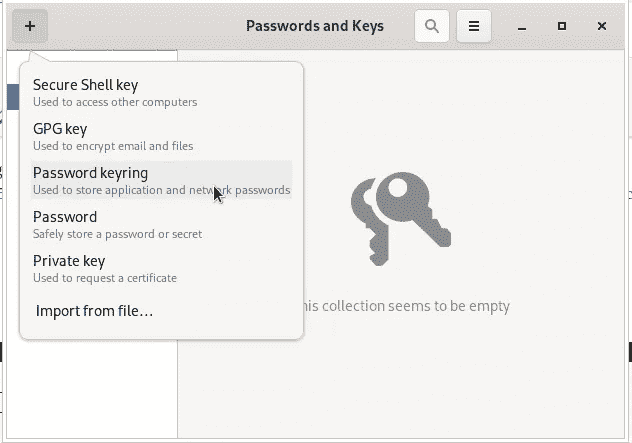 +
Passwords and Keys
Secure Shell key
Used to access other computers
GPG key
Used to encrypt email and files
Password keyring
Used to store application and network passwords
Password
Safely store a password or secret
Private key
Used to request a certificate
Import from file…
his collection seems to be empty